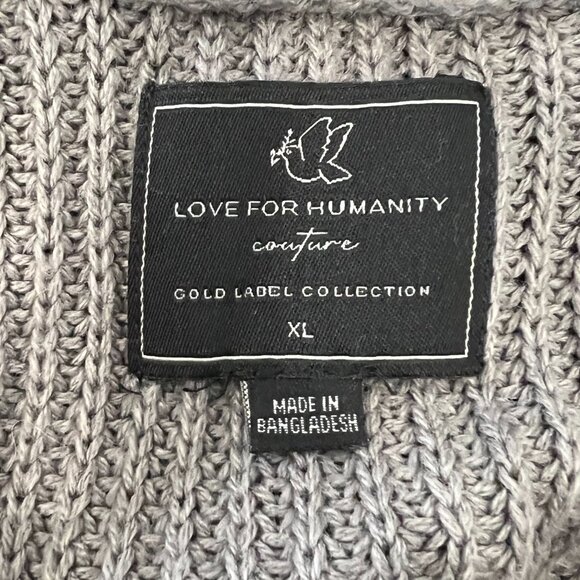 LOVE FOR HUMANITY
couture
GOLD LABEL COLLECTION
XL
MADE IN
BANGLADESH